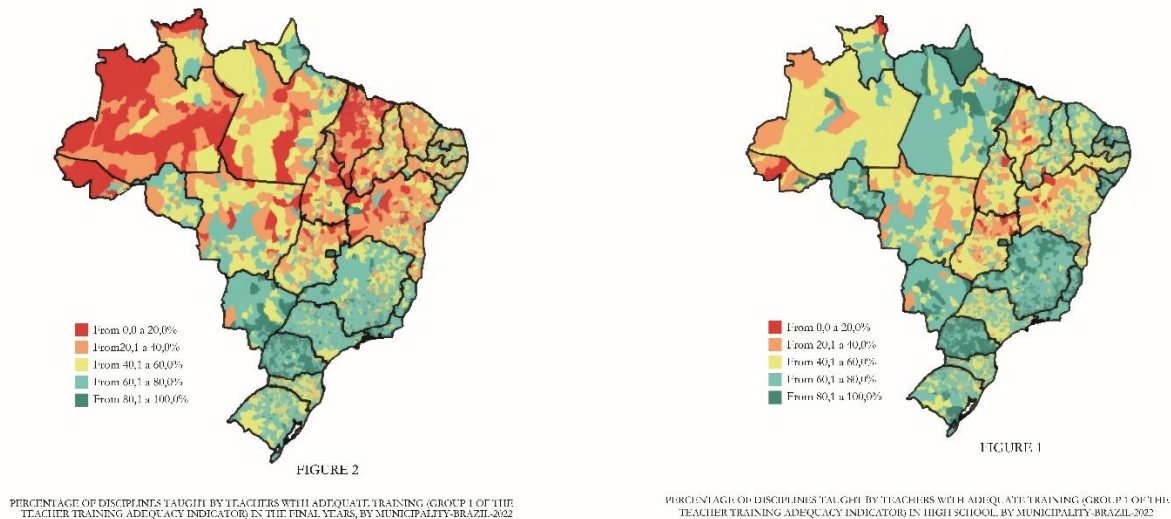 From 0,0 a 20,0%
From20,1 a 40,0%
From 40,1 a 60,0%
From 60,1 a 80,0%
From 80,1 a 100,0%
FIGURE 2
PERCENTAGE OF DISCIPLINES TAUGHT BY TEACHERS WITH ADEQUATE TRAINING (GROUP 1 OF THE
TEACHER TRAINING ADEQUACY INDICATOR) IN THE FINAL YEARS, BY MUNICIPALITY-BRAZIL-2022
From 0,0 a 20,0%
From 20,1 a 40,0%
From 40,1 a 60,0%
From 60,1 a 80,0%
From 80,1 a 100,0%
FIGURE 1
PERCENTAGE OF DISCIPLINES TAUGHT BY TEACHERS WITH ADEQUATE TRAINING (GROUP 1 OF THE
TEACHER TRAINING ADEQUACY INDICATOR) IN HIGH SCHOOL, BY MUNICIPALITY-BRAZIL-2022